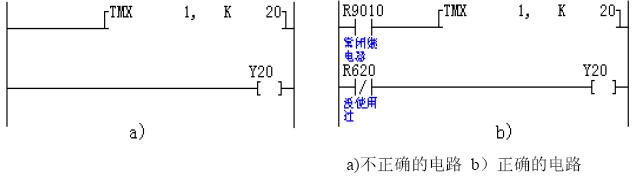 TMX 1, K 20
Y20
a)
R9010
TMX 1, K 20
常闭继
电器
R620
Y20
没使用
过
b)
a)不正确的电路 b）正确的电路